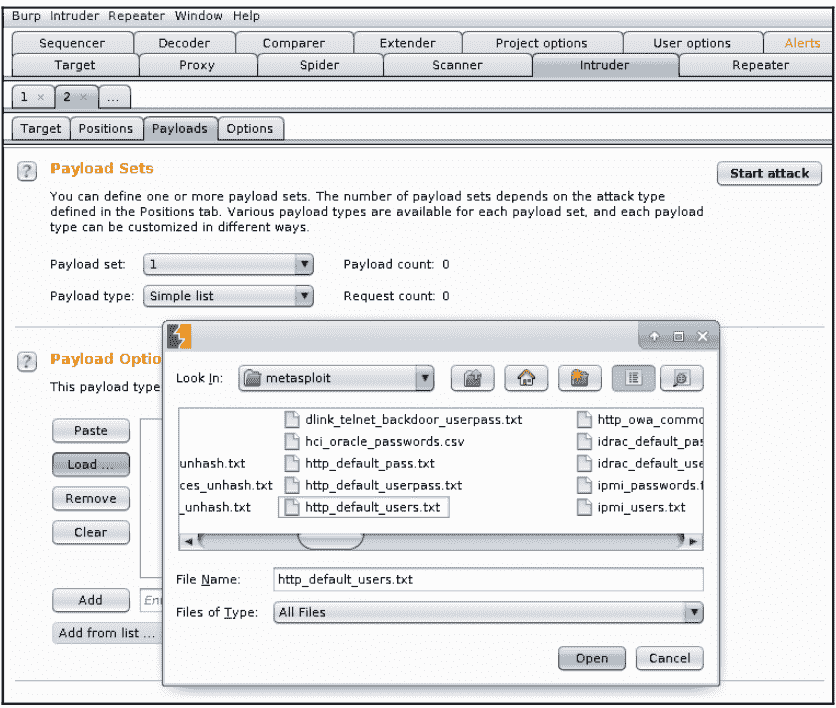 Burp Intruder Repeater Window Help
Sequencer Decoder Comparer Extender Project options User options Alerts
Target Proxy Spider Scanner Intruder Repeater
1 × 2 × ...
Target Positions Payloads Options
? Payload Sets
Start attack
You can define one or more payload sets. The number of payload sets depends on the attack type
defined in the Positions tab. Various payload types are available for each payload set, and each payload
type can be customized in different ways.
Payload set: 1 Payload count: 0
Payload type: Simple list Request count: 0
? Payload Optio
This payload type
Paste
Load ...
Remove
Clear
Add En
Add from list ...
Look In: metasploit
dlink_telnet_backdoor_userpass.txt http_owa_commo
hci_oracle_passwords.csv idrac_default_pas
unhash.txt http_default_pass.txt idrac_default_use
ces_unhash.txt http_default_userpass.txt ipmi_passwords.t
_unhash.txt http_default_users.txt ipmi_users.txt
File Name: http_default_users.txt
Files of Type: All Files
Open Cancel